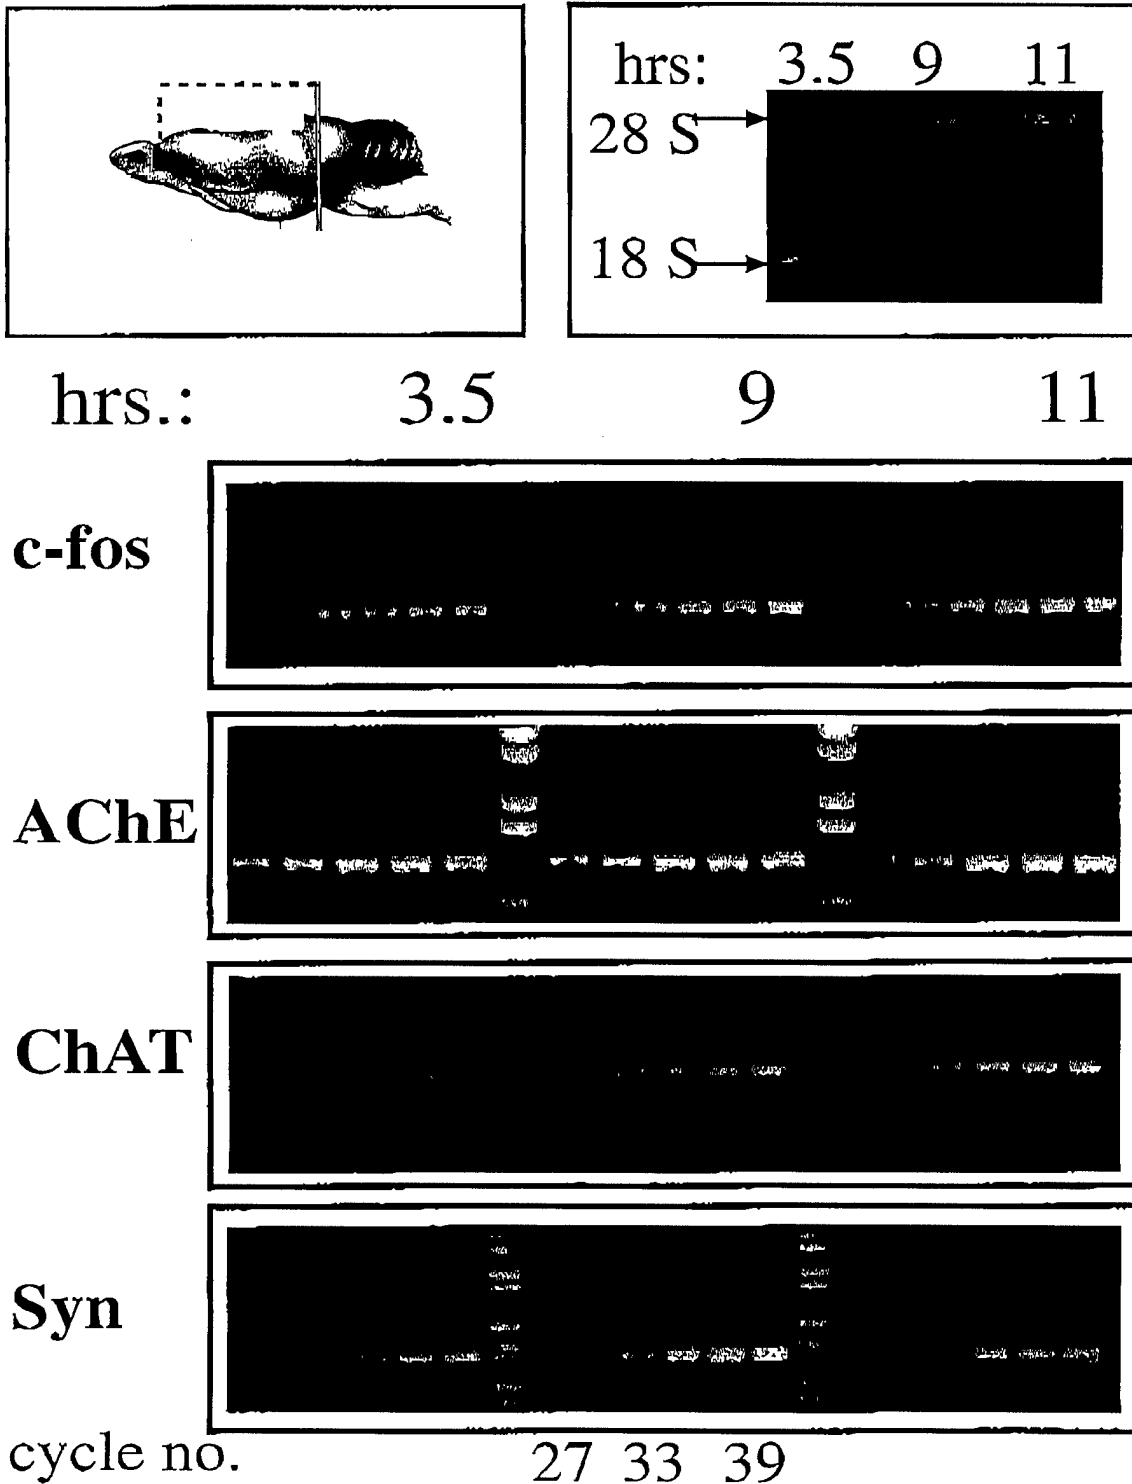 hrs: 3.5 9 11
28 S
18 S
hrs.: 3.5 9 11
c-fos
AChE
ChAT
Syn
cycle no. 27 33 39